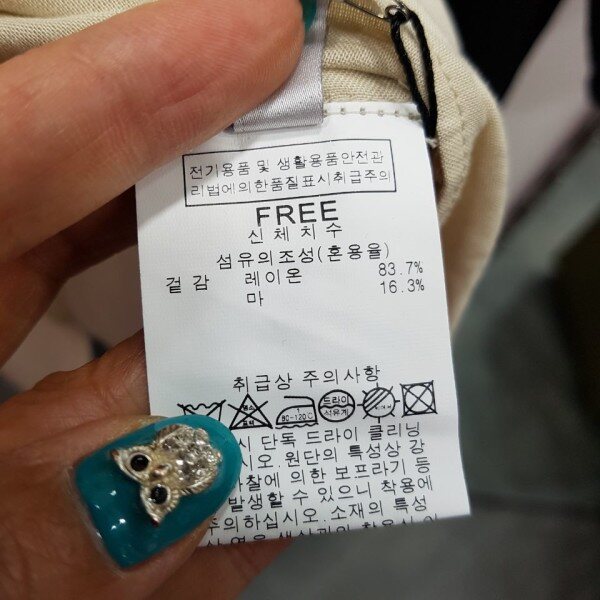 전기용품 및 생활용품안전관
리법에의한품질표시취급주의
FREE
신체치수
섬유의조성(혼용율)
겉감 레이온 83.7%
마 16.3%
취급상 주의사항
80-120℃ 드라이
석유계
시 단독 드라이 클리닝
시오.원단의 특성상 강
찰에 의한 보프라기 등
발생할 수 있으니 착용에
주의하십시오.소재의 특성